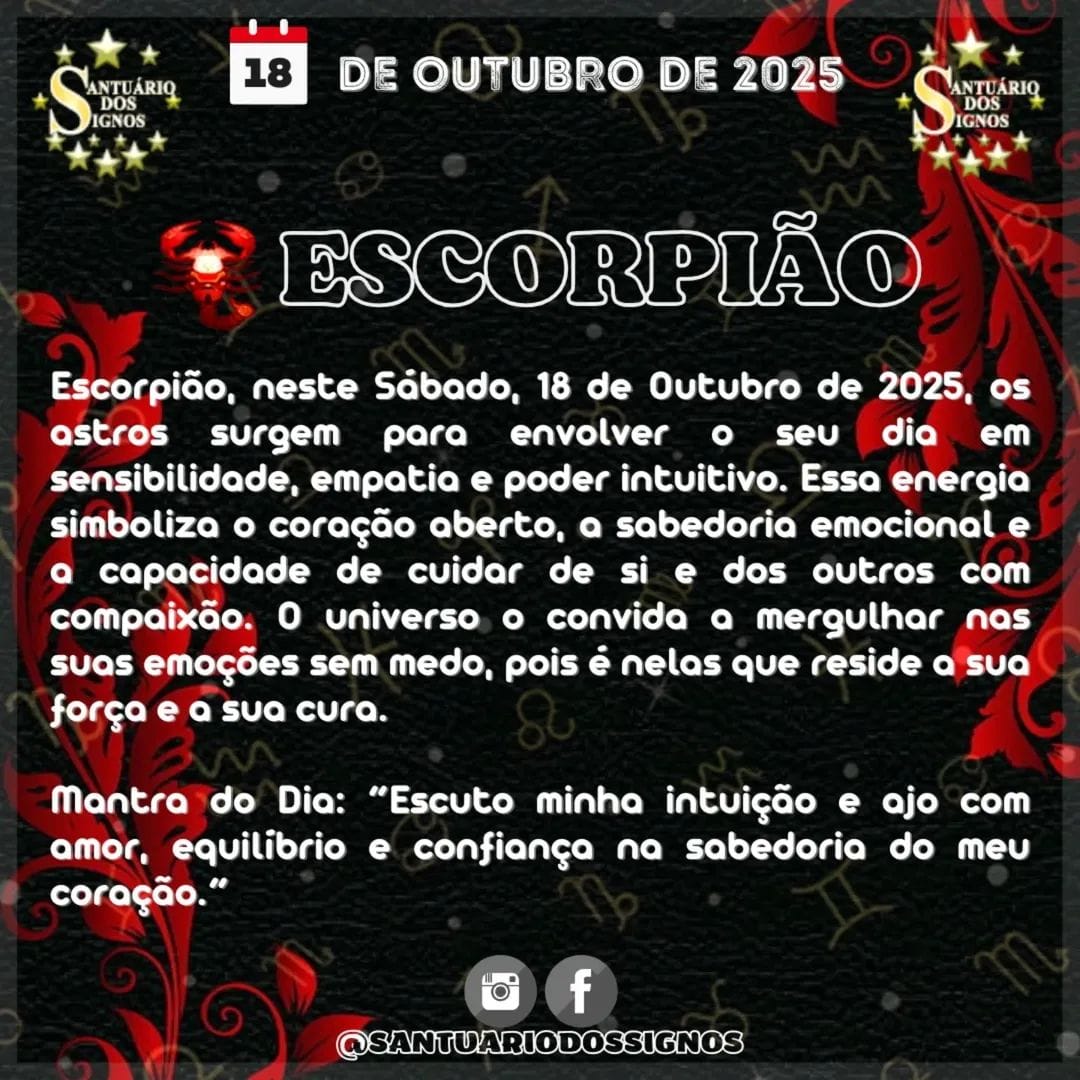 SANTUÁRIO
DOS
SIGNOS
18 DE OUTUBRO DE 2025
SANTUÁRIO
DOS
SIGNOS
ESCORPIÃO
Escorpião, neste Sábado, 18 de Outubro de 2025, os
astros surgem para envolver o seu dia em
sensibilidade, empatia e poder intuitivo. Essa energia
simboliza o coração aberto, a sabedoria emocional e
a capacidade de cuidar de si e dos outros com
compaixão. O universo o convida a mergulhar nas
suas emoções sem medo, pois é nelas que reside a sua
força e a sua cura.
Mantra do Dia: "Escuto minha intuição e ajo com
amor, equilíbrio e confiança na sabedoria do meu
coração."
@SANTUARIODOSSIGNOS